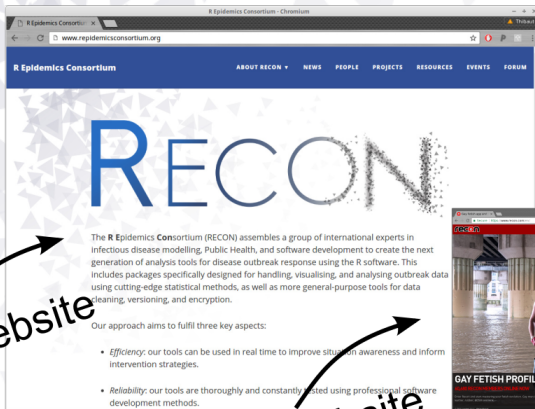 R Epidemics Consortium - Chromium
R Epidemics Consorti ×
Thibaut
www.repidemicsconsortium.org
R Epidemics Consortium
ABOUT RECON ▾ NEWS PEOPLE PROJECTS RESOURCES EVENTS FORUM
RECON
The R Epidemics Consortium (RECON) assembles a group of international experts in
infectious disease modelling, Public Health, and software development to create the next
generation of analysis tools for disease outbreak response using the R software. This
includes packages specifically designed for handling, visualising, and analysing outbreak data
using cutting-edge statistical methods, as well as more general-purpose tools for data
cleaning, versioning, and encryption.
ebsite
Our approach aims to fulfil three key aspects:
• Efficiency: our tools can be used in real time to improve situation awareness and inform
intervention strategies.
• Reliability: our tools are thoroughly and constantly tested using professional software
development methods.
site
recon
GAY FETISH PROFIL